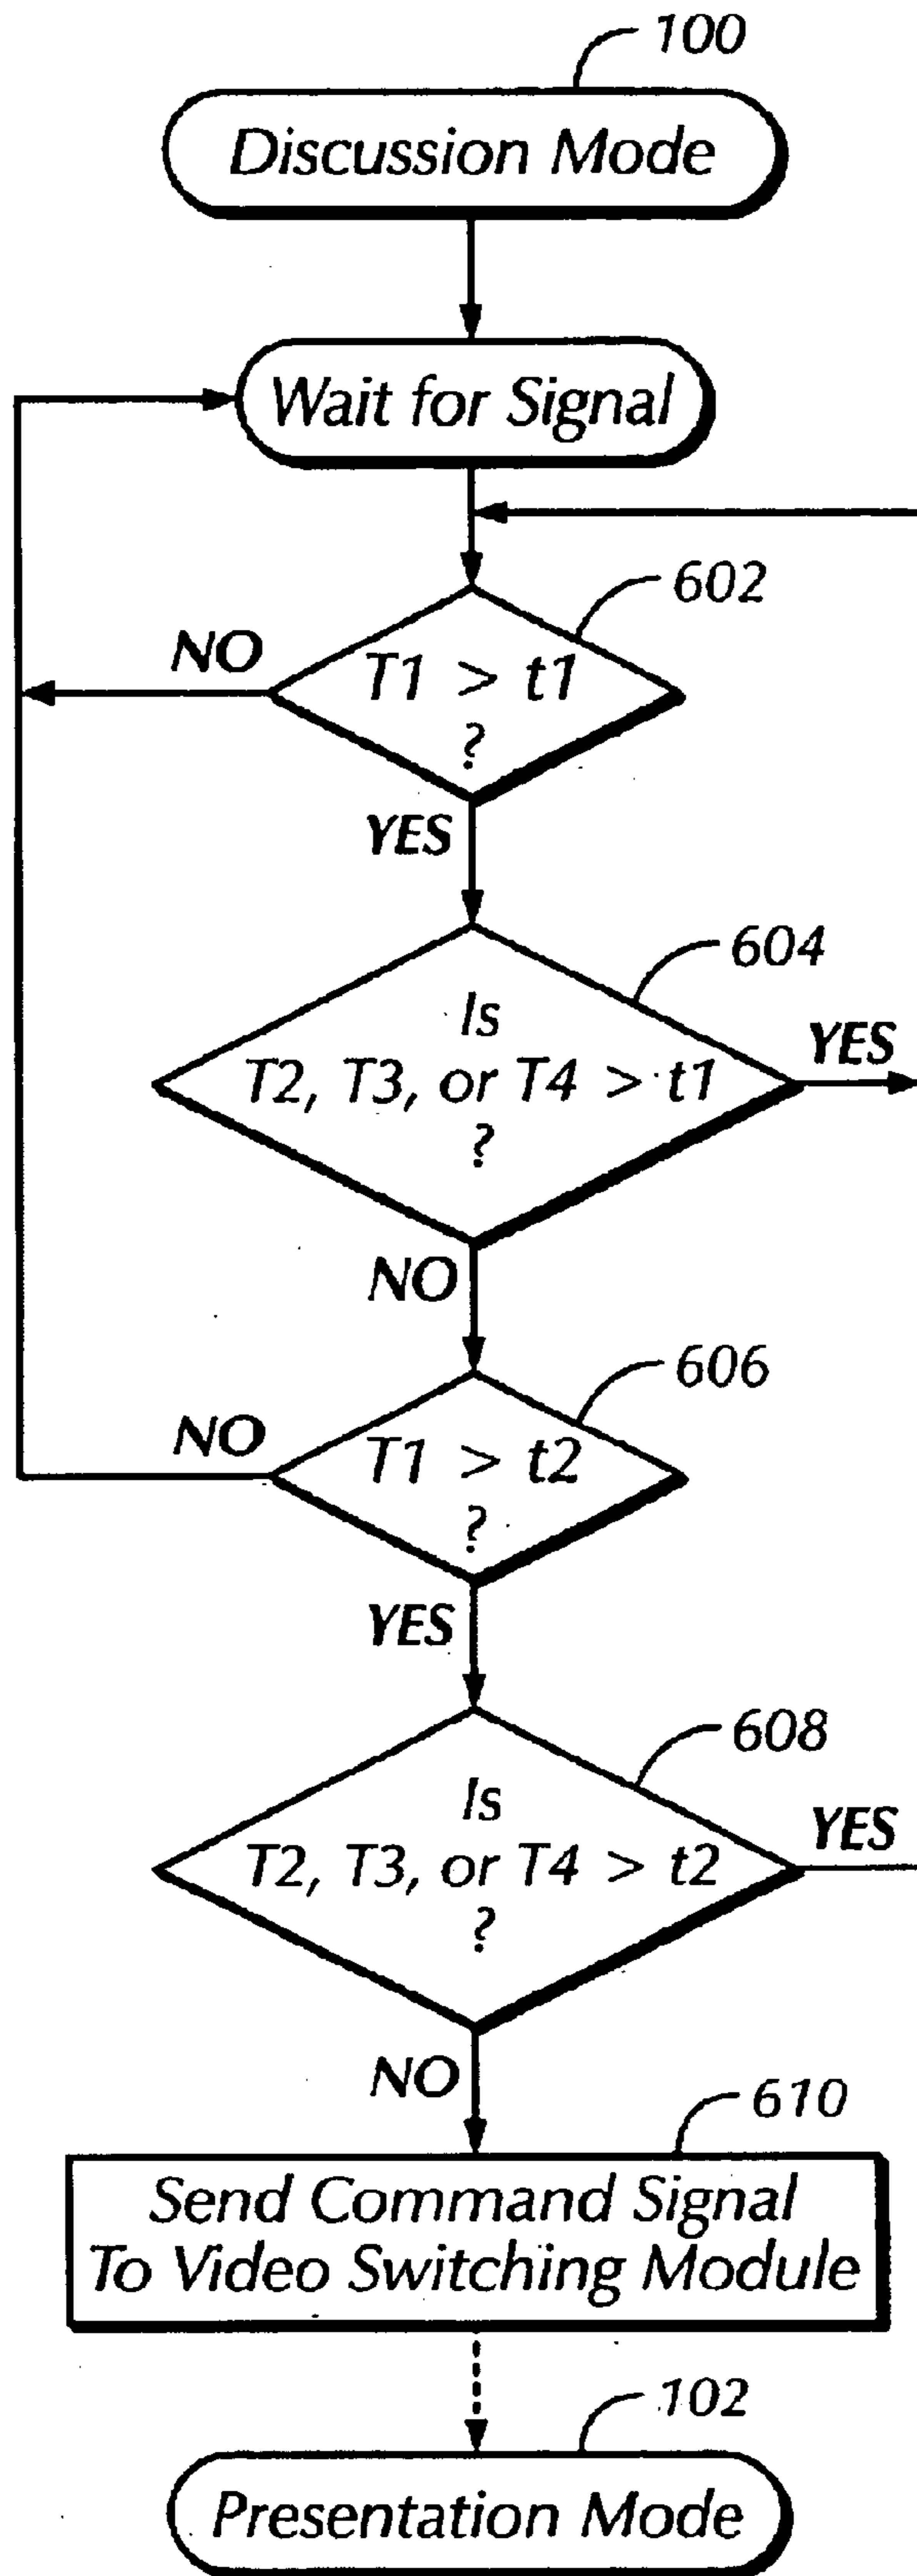 100
Discussion Mode
Wait for Signal
602
NO
T1 > t1
?
YES
604
Is
YES
T2, T3, or T4 > t1
?
NO
606
NO
T1 > t2
?
YES
608
Is
YES
T2, T3, or T4 > t2
?
NO
610
Send Command Signal
To Video Switching Module
102
Presentation Mode